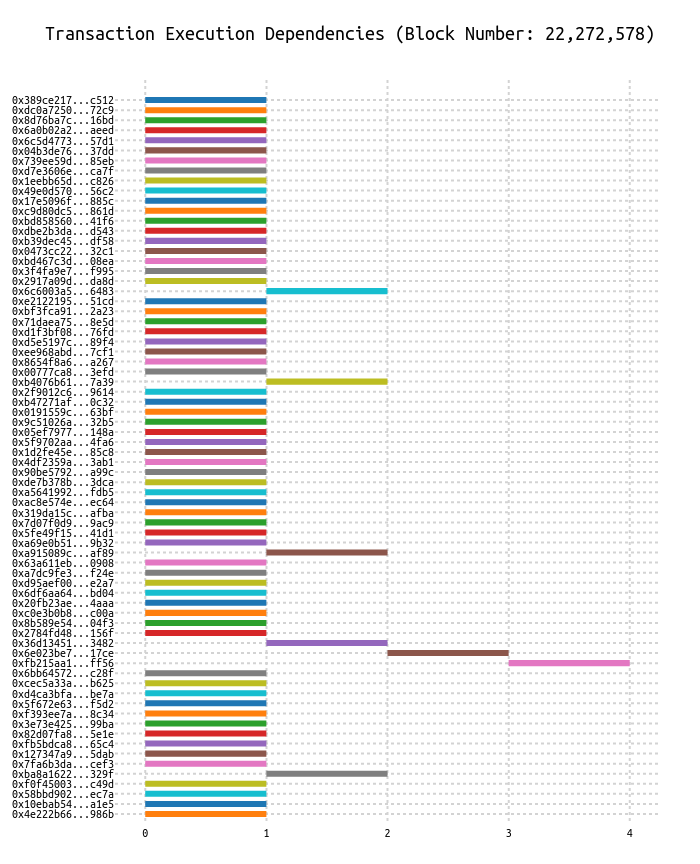 Transaction Execution Dependencies (Block Number: 22,272,578)
0x389ce217...c512
0xdc0a7250...72c9
0x8d76ba7c...16bd
0x6a0b02a2...aeed
0x6c5d4773...57d1
0x04b3de76...37dd
0x739ee59d...85eb
0xd7e3606e...ca7f
0x1eebb65d...c826
0x49e0d570...56c2
0x17e5096f...885c
0xc9d80dc5...861d
0xbd858560...41f6
0xdbe2b3da...d543
0xb39dec45...df58
0x0473cc22...32c1
0xbd467c3d...08ea
0x3f4fa9e7...f995
0x2917a09d...da8d
0x6c6003a5...6483
0xe2122195...51cd
0xbf3fca91...2a23
0x71daea75...8e5d
0xd1f3bf08...76fd
0xd5e5197c...89f4
0xee968abd...7cf1
0x8654f8a6...a267
0x00777ca8...3efd
0xb4076b61...7a39
0x2f9012c6...9614
0xb47271af...0c32
0x0191559c...63bf
0x9c51026a...32b5
0x05ef7977...148a
0x5f9702aa...4fa6
0x1d2fe45e...85c8
0x4df2359a...3ab1
0x90be5792...a99c
0xde7b378b...3dca
0xa5641992...fdb5
0xac8e574e...ec64
0x319da15c...afba
0x7d07f0d9...9ac9
0x5fe49f15...41d1
0xa69e0b51...9b32
0xa915089c...af89
0x63a611eb...0908
0xa7dc9fe3...f24e
0xd95aef00...e2a7
0x6df6aa64...bd04
0x20fb23ae...4aaa
0xc0e3b0b8...c00a
0x8b589e54...04f3
0x2784fd48...156f
0x36d13451...3482
0x6e023be7...17ce
0xfb215aa1...ff56
0x6bb64572...c28f
0xcec5a33a...b625
0xd4ca3bfa...be7a
0x5f672e63...f5d2
0xf393ee7a...8c34
0x3e73e425...99ba
0x82d07fa8...5e1e
0xfb5bdca8...65c4
0x127347a9...5dab
0x7fa6b3da...cef3
0xba8a1622...329f
0xf0f45003...c49d
0x58bbd902...ec7a
0x10ebab54...a1e5
0x4e222b66...986b
0 1 2 3 4